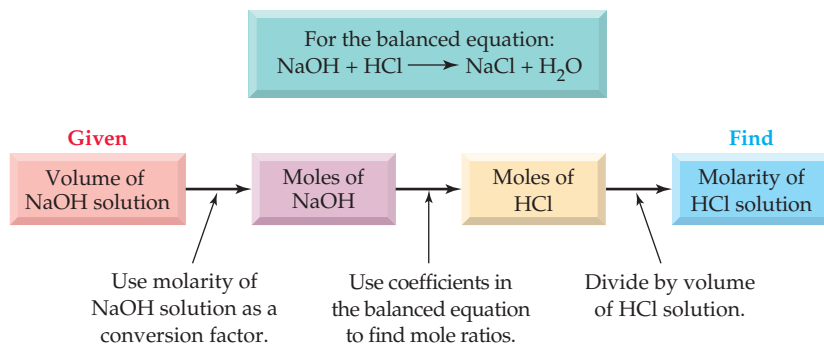 For the balanced equation:
NaOH + HCl ⟶ NaCl + H₂O
Given
Find
Volume of
NaOH solution
Moles of
NaOH
Moles of
HCl
Molarity of
HCl solution
Use molarity of
NaOH solution as a
conversion factor.
Use coefficients in
the balanced equation
to find mole ratios.
Divide by volume
of HCl solution.